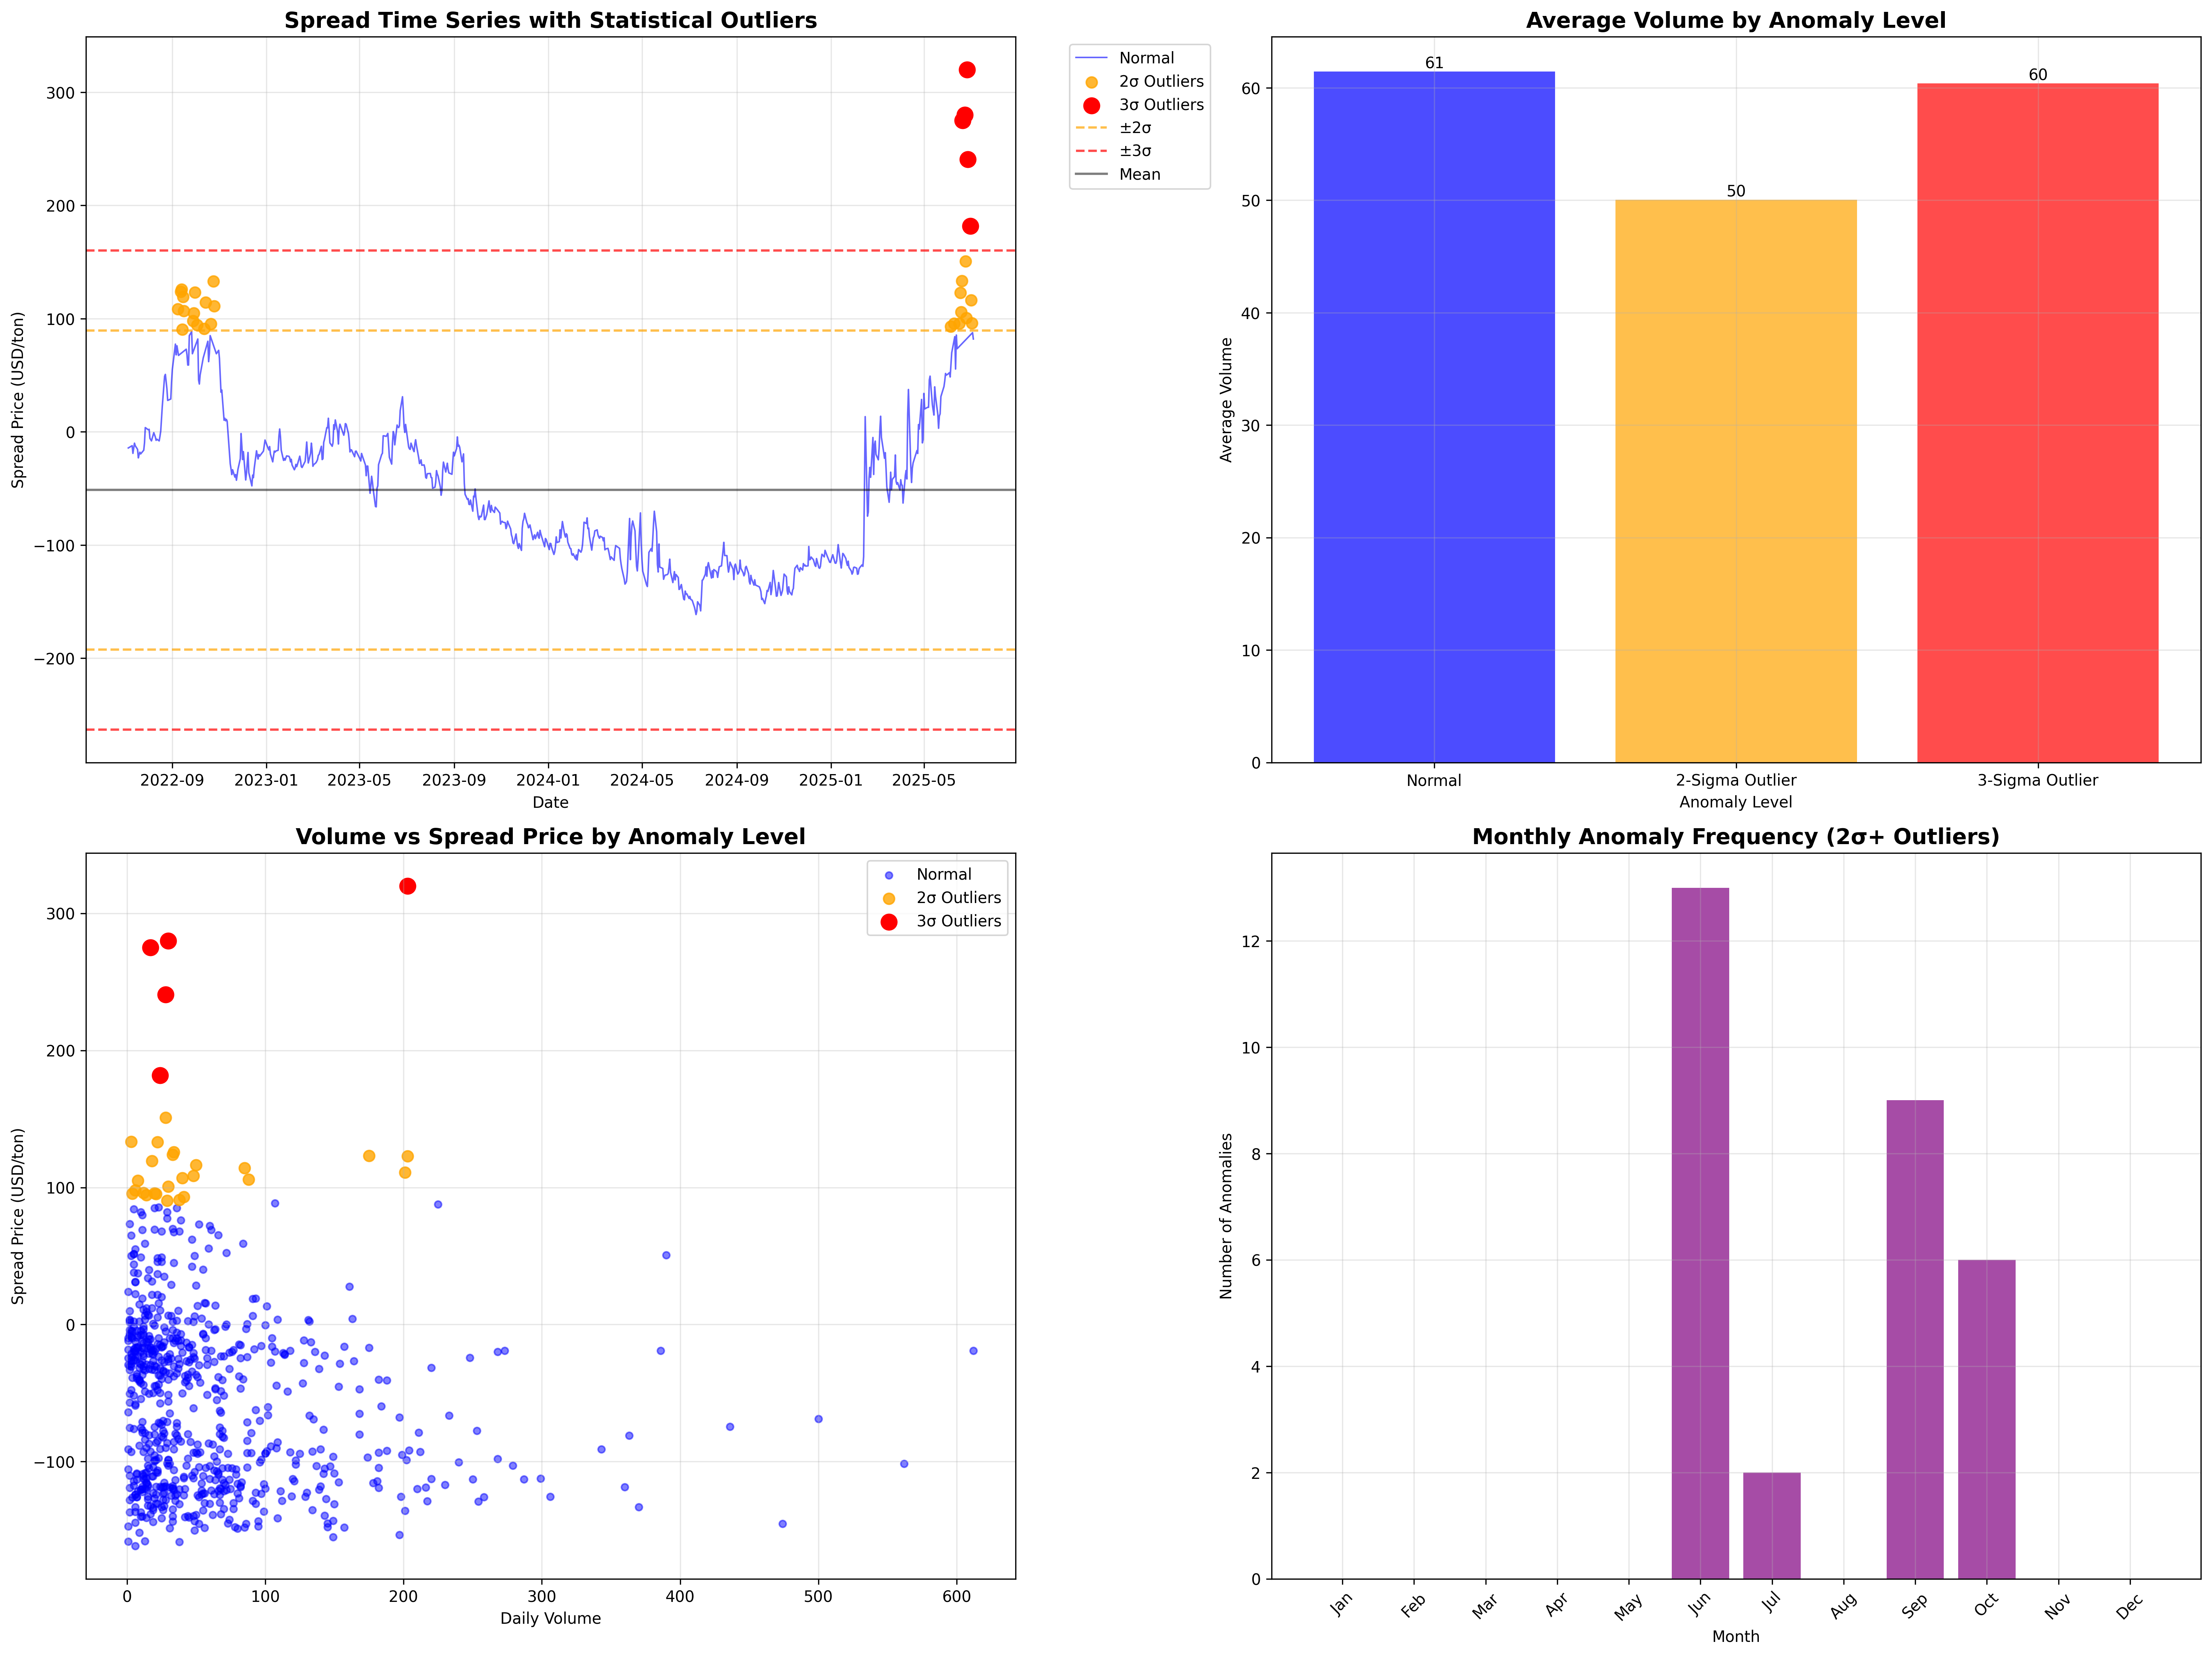 Spread Time Series with Statistical Outliers
Spread Price (USD/ton)
300
200
100
0
−100
−200
2022-09
2023-01
2023-05
2023-09
2024-01
2024-05
2024-09
2025-01
2025-05
Date
Normal
2σ Outliers
3σ Outliers
±2σ
±3σ
Mean
Average Volume by Anomaly Level
Average Volume
60
50
40
30
20
10
0
61
50
60
Normal
2-Sigma Outlier
3-Sigma Outlier
Anomaly Level
Volume vs Spread Price by Anomaly Level
Spread Price (USD/ton)
300
200
100
0
−100
Normal
2σ Outliers
3σ Outliers
0
100
200
300
400
500
600
Daily Volume
Monthly Anomaly Frequency (2σ+ Outliers)
Number of Anomalies
12
10
8
6
4
2
0
Jan
Feb
Mar
Apr
May
Jun
Jul
Aug
Sep
Oct
Nov
Dec
Month